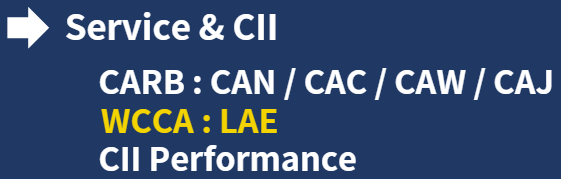 Service & CII
CARB : CAN / CAC / CAW / CAJ
WCCA : LAE
CII Performance